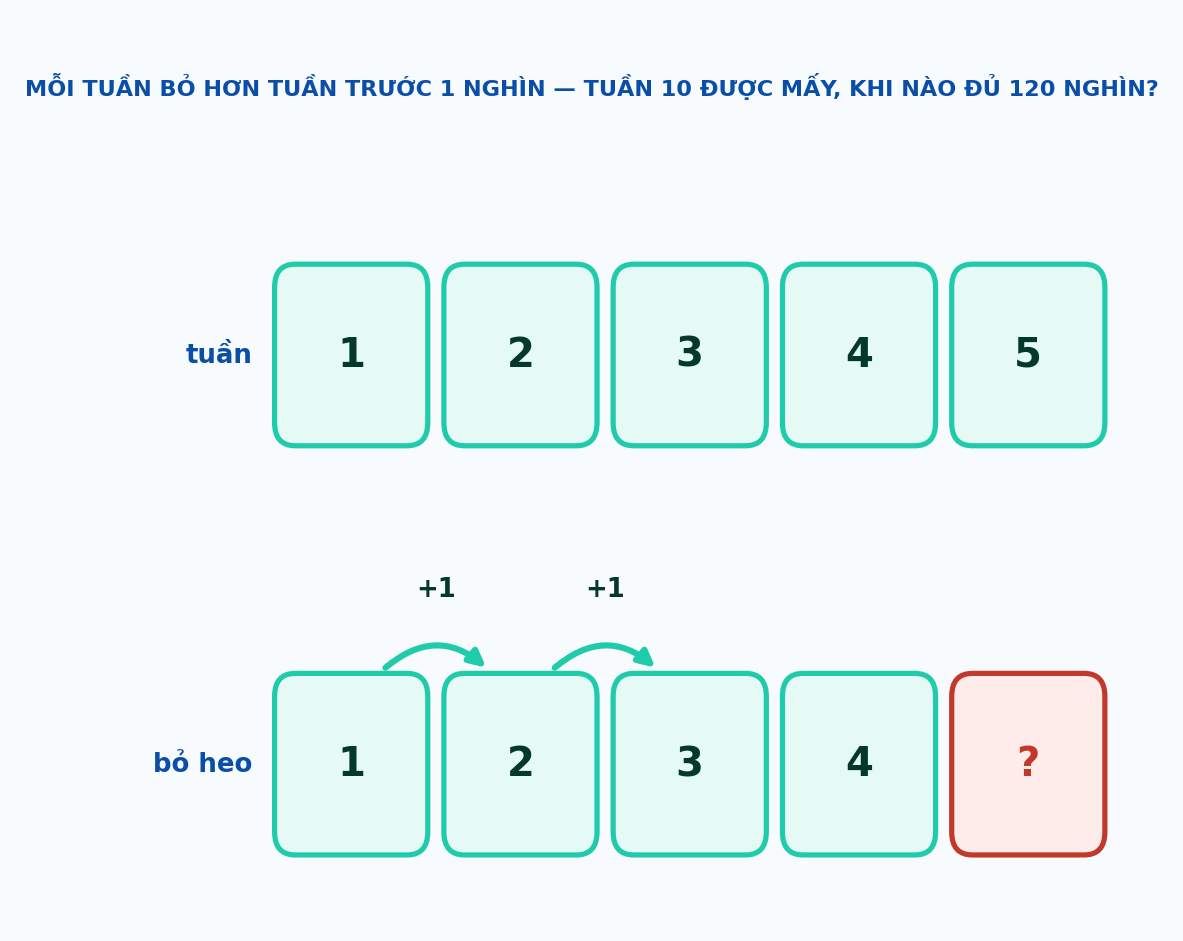 MỖI TUẦN BỎ HƠN TUẦN TRƯỚC 1 NGHÌN — TUẦN 10 ĐƯỢC MẤY, KHI NÀO ĐỦ 120 NGHÌN?
tuần 1 2 3 4 5
+1 +1
bỏ heo 1 2 3 4 ?